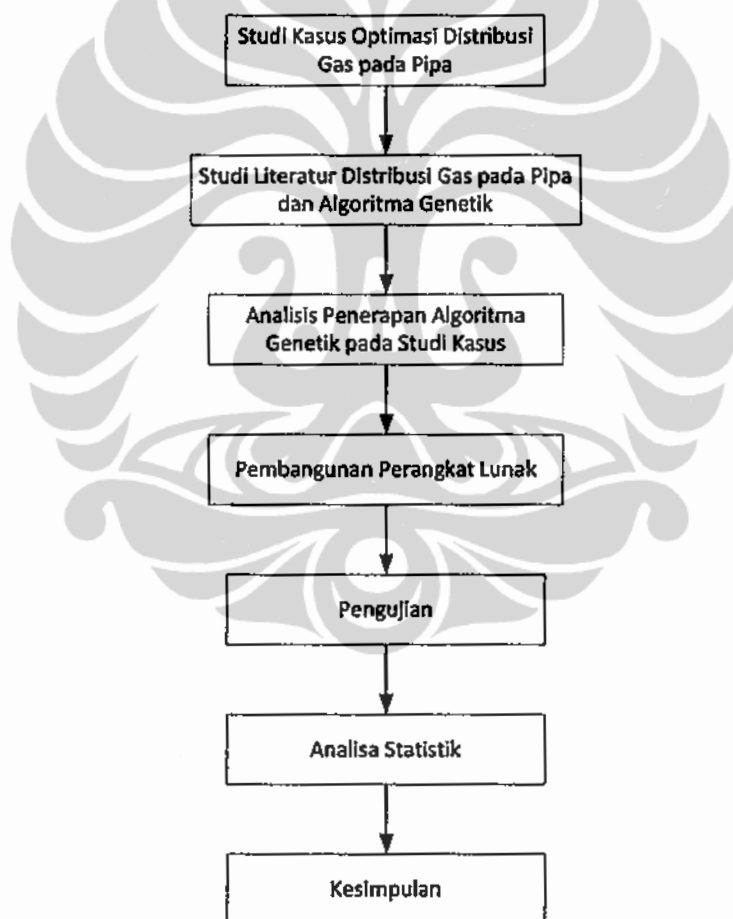 Studi Kasus Optimasi Distribusi
Gas pada Pipa
Studi Literatur Distribusi Gas pada Pipa
dan Algoritma Genetik
Analisis Penerapan Algoritma
Genetik pada Studi Kasus
Pembangunan Perangkat Lunak
Pengujian
Analisa Statistik
Kesimpulan